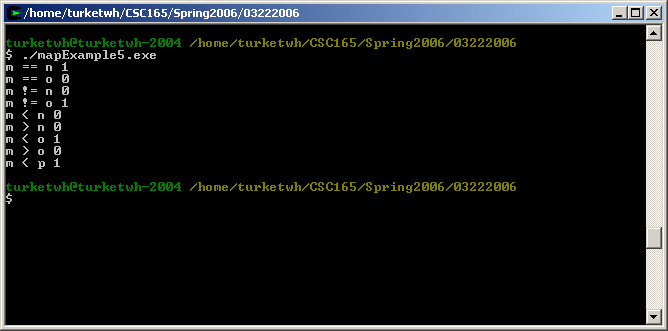 /home/turketwh/CSC165/Spring2006/03222006
turketwh@turketwh-2004 /home/turketwh/CSC165/Spring2006/03222006
$ ./mapExample5.exe
m == n 1
m == o 0
m != n 0
m != o 1
m < n 0
m > n 0
m < o 1
m > o 0
m < p 1
turketwh@turketwh-2004 /home/turketwh/CSC165/Spring2006/03222006
$